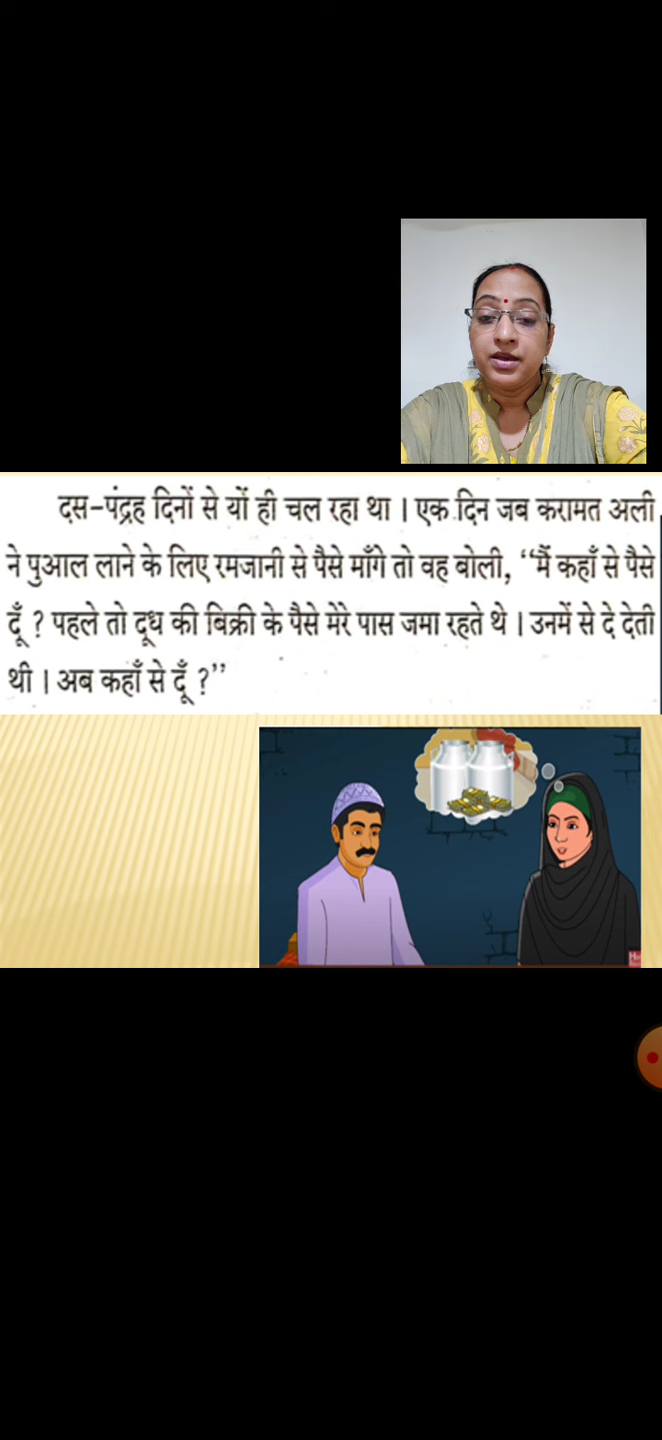 दस-पंद्रह दिनों से यों ही चल रहा था । एक दिन जब करामत अली
ने पुआल लाने के लिए रमजानी से पैसे माँगे तो वह बोली, ‘‘मैं कहाँ से पैसे
दूँ ? पहले तो दूध की बिक्री के पैसे मेरे पास जमा रहते थे । उनमें से दे देती
थी । अब कहाँ से दूँ ?’’